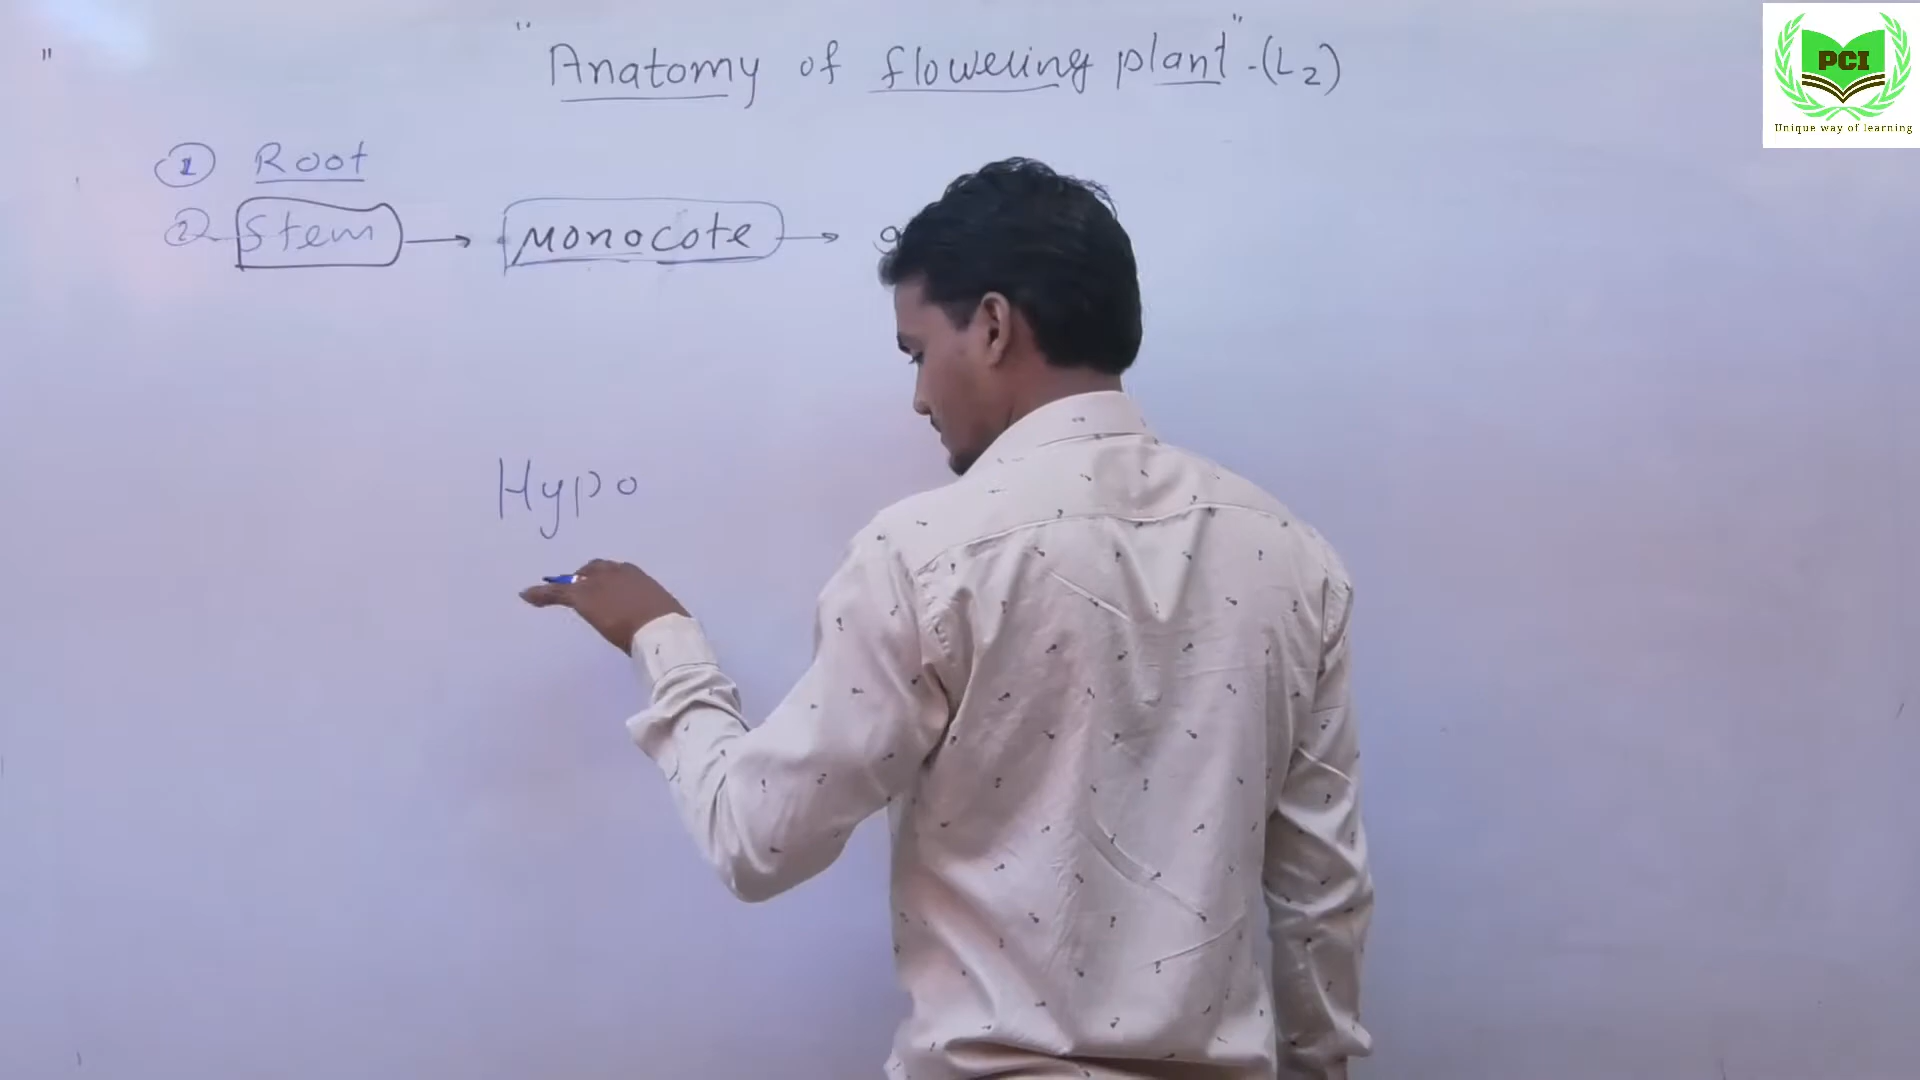 "Anatomy of flowering plant" - (L2)
PCI
Unique way of learning
① Root
② Stem → Monocote →
Hypo